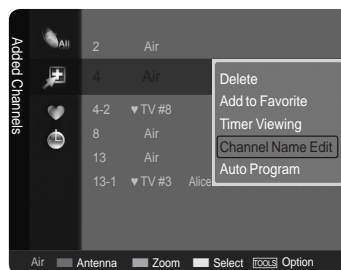 Added Channels
All
2 Air
4 Air
4-2 ♥ TV #8
8 Air
13 Air
13-1 ♥ TV #3 Alice
Delete
Add to Favorite
Timer Viewing
Channel Name Edit
Auto Program
Air Antenna Zoom Select TOOLS Option